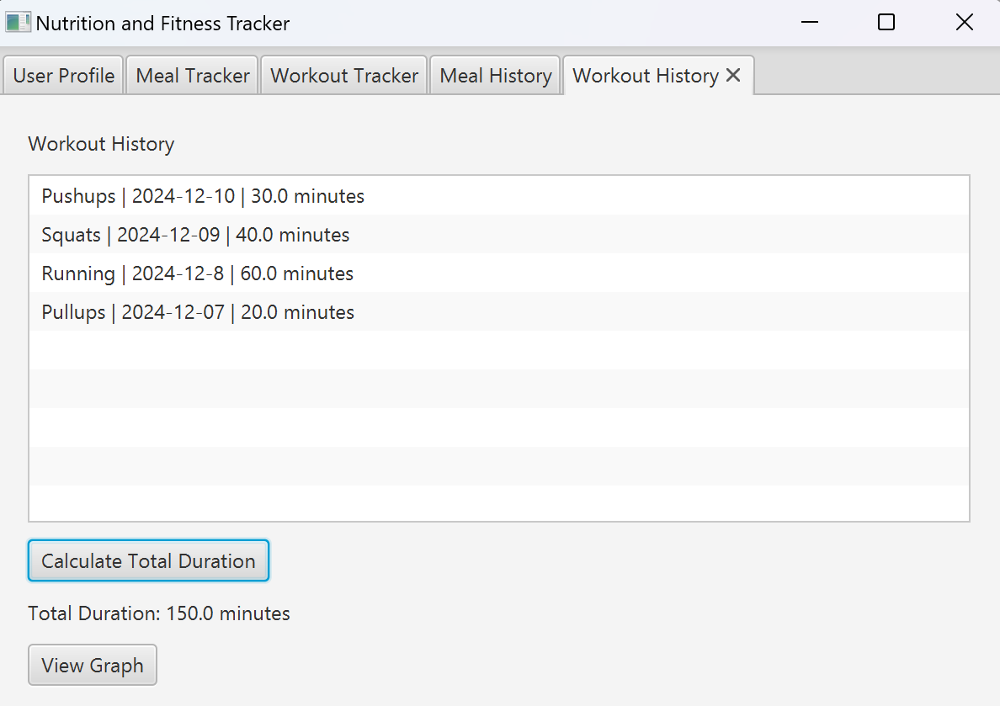 Nutrition and Fitness Tracker
User Profile Meal Tracker Workout Tracker Meal History Workout History
Workout History
Pushups | 2024-12-10 | 30.0 minutes
Squats | 2024-12-09 | 40.0 minutes
Running | 2024-12-8 | 60.0 minutes
Pullups | 2024-12-07 | 20.0 minutes
Calculate Total Duration
Total Duration: 150.0 minutes
View Graph